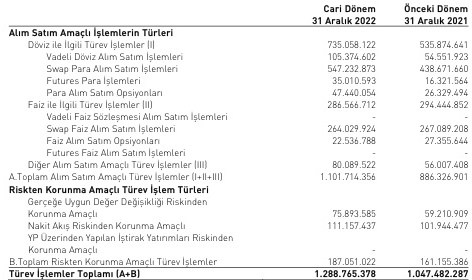 Cari Dönem Önceki Dönem
31 Aralık 2022 31 Aralık 2021
Alım Satım Amaçlı İşlemlerin Türleri
Döviz ile İlgili Türev İşlemler (I) 735.058.122 535.874.641
Vadeli Döviz Alım Satım İşlemleri 105.374.602 54.551.923
Swap Para Alım Satım İşlemleri 547.232.873 438.671.660
Futures Para İşlemleri 35.010.593 16.321.564
Para Alım Satım Opsiyonları 47.440.054 26.329.494
Faiz ile İlgili Türev İşlemler (II) 286.566.712 294.444.852
Vadeli Faiz Sözleşmesi Alım Satım İşlemleri - -
Swap Faiz Alım Satım İşlemleri 264.029.924 267.089.208
Faiz Alım Satım Opsiyonları 22.536.788 27.355.644
Futures Faiz Alım Satım İşlemleri - -
Diğer Alım Satım Amaçlı Türev İşlemler (III) 80.089.522 56.007.408
A.Toplam Alım Satım Amaçlı Türev İşlemler (I+II+III) 1.101.714.356 886.326.901
Riskten Korunma Amaçlı Türev İşlem Türleri
Gerçeğe Uygun Değer Değişikliği Riskinden
Korunma Amaçlı 75.893.585 59.210.909
Nakit Akış Riskinden Korunma Amaçlı 111.157.437 101.944.477
YP Üzerinden Yapılan İştirak Yatırımları Riskinden
Korunma Amaçlı - -
B.Toplam Riskten Korunma Amaçlı Türev İşlemler 187.051.022 161.155.386
Türev İşlemler Toplamı (A+B) 1.288.765.378 1.047.482.287